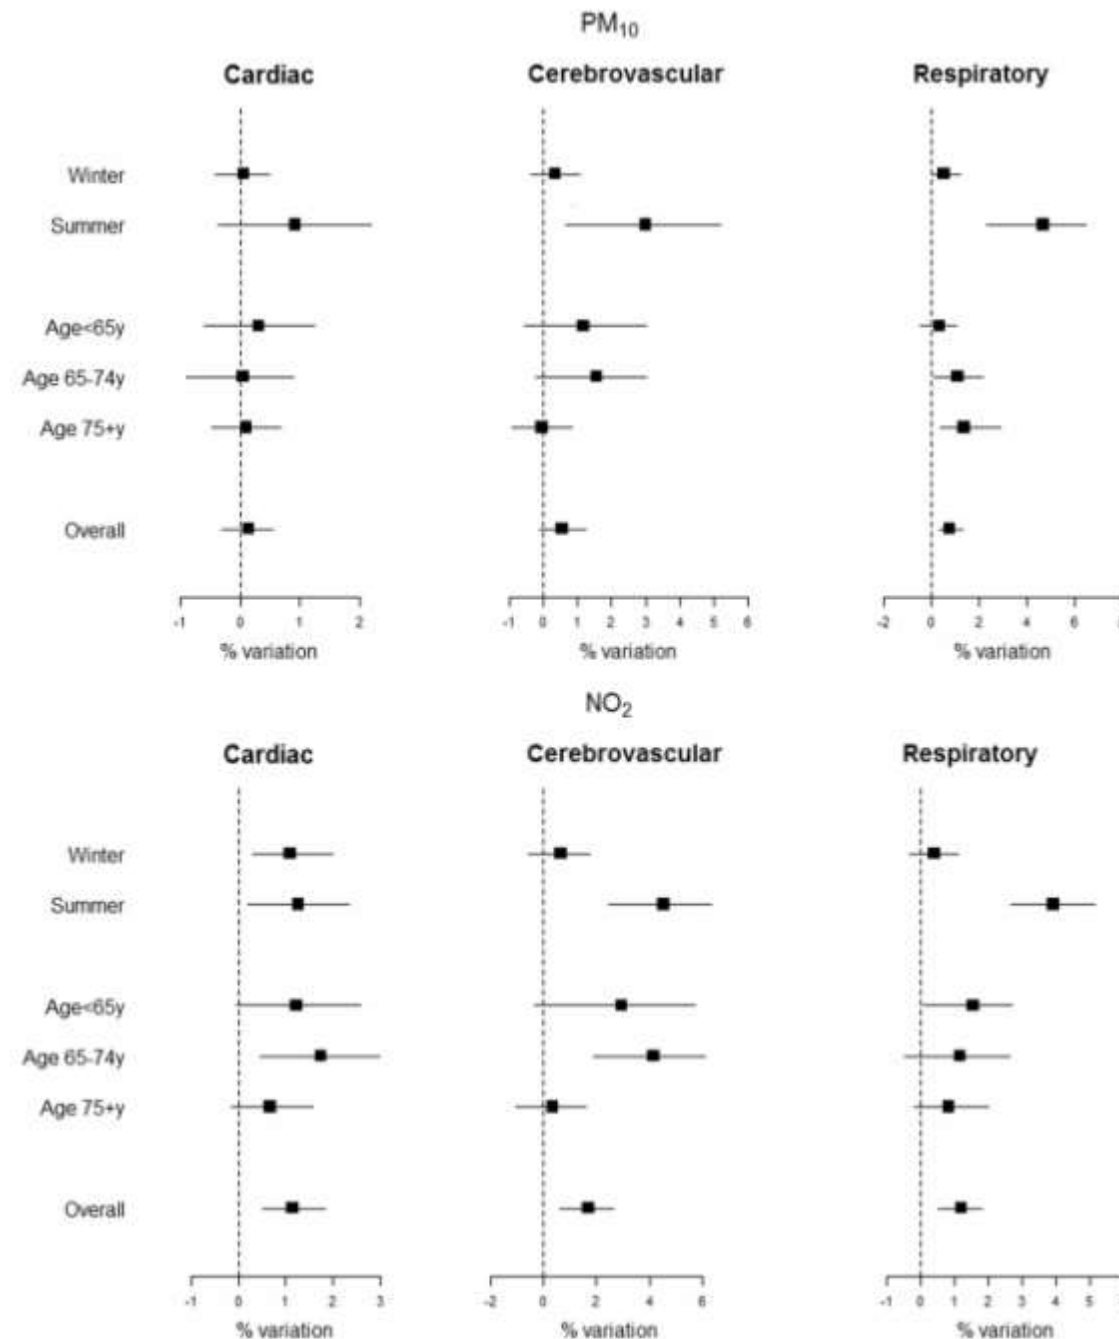 PM10
Cardiac Cerebrovascular Respiratory
Winter
Summer
Age<65y
Age 65-74y
Age 75+y
Overall
-1 0 1 2 -1 0 1 2 3 4 5 6 -2 0 2 4 6
% variation % variation % variation
NO2
Cardiac Cerebrovascular Respiratory
Winter
Summer
Age<65y
Age 65-74y
Age 75+y
Overall
-1 0 1 2 3 -2 0 2 4 6 -1 0 1 2 3 4 5
% variation % variation % variation